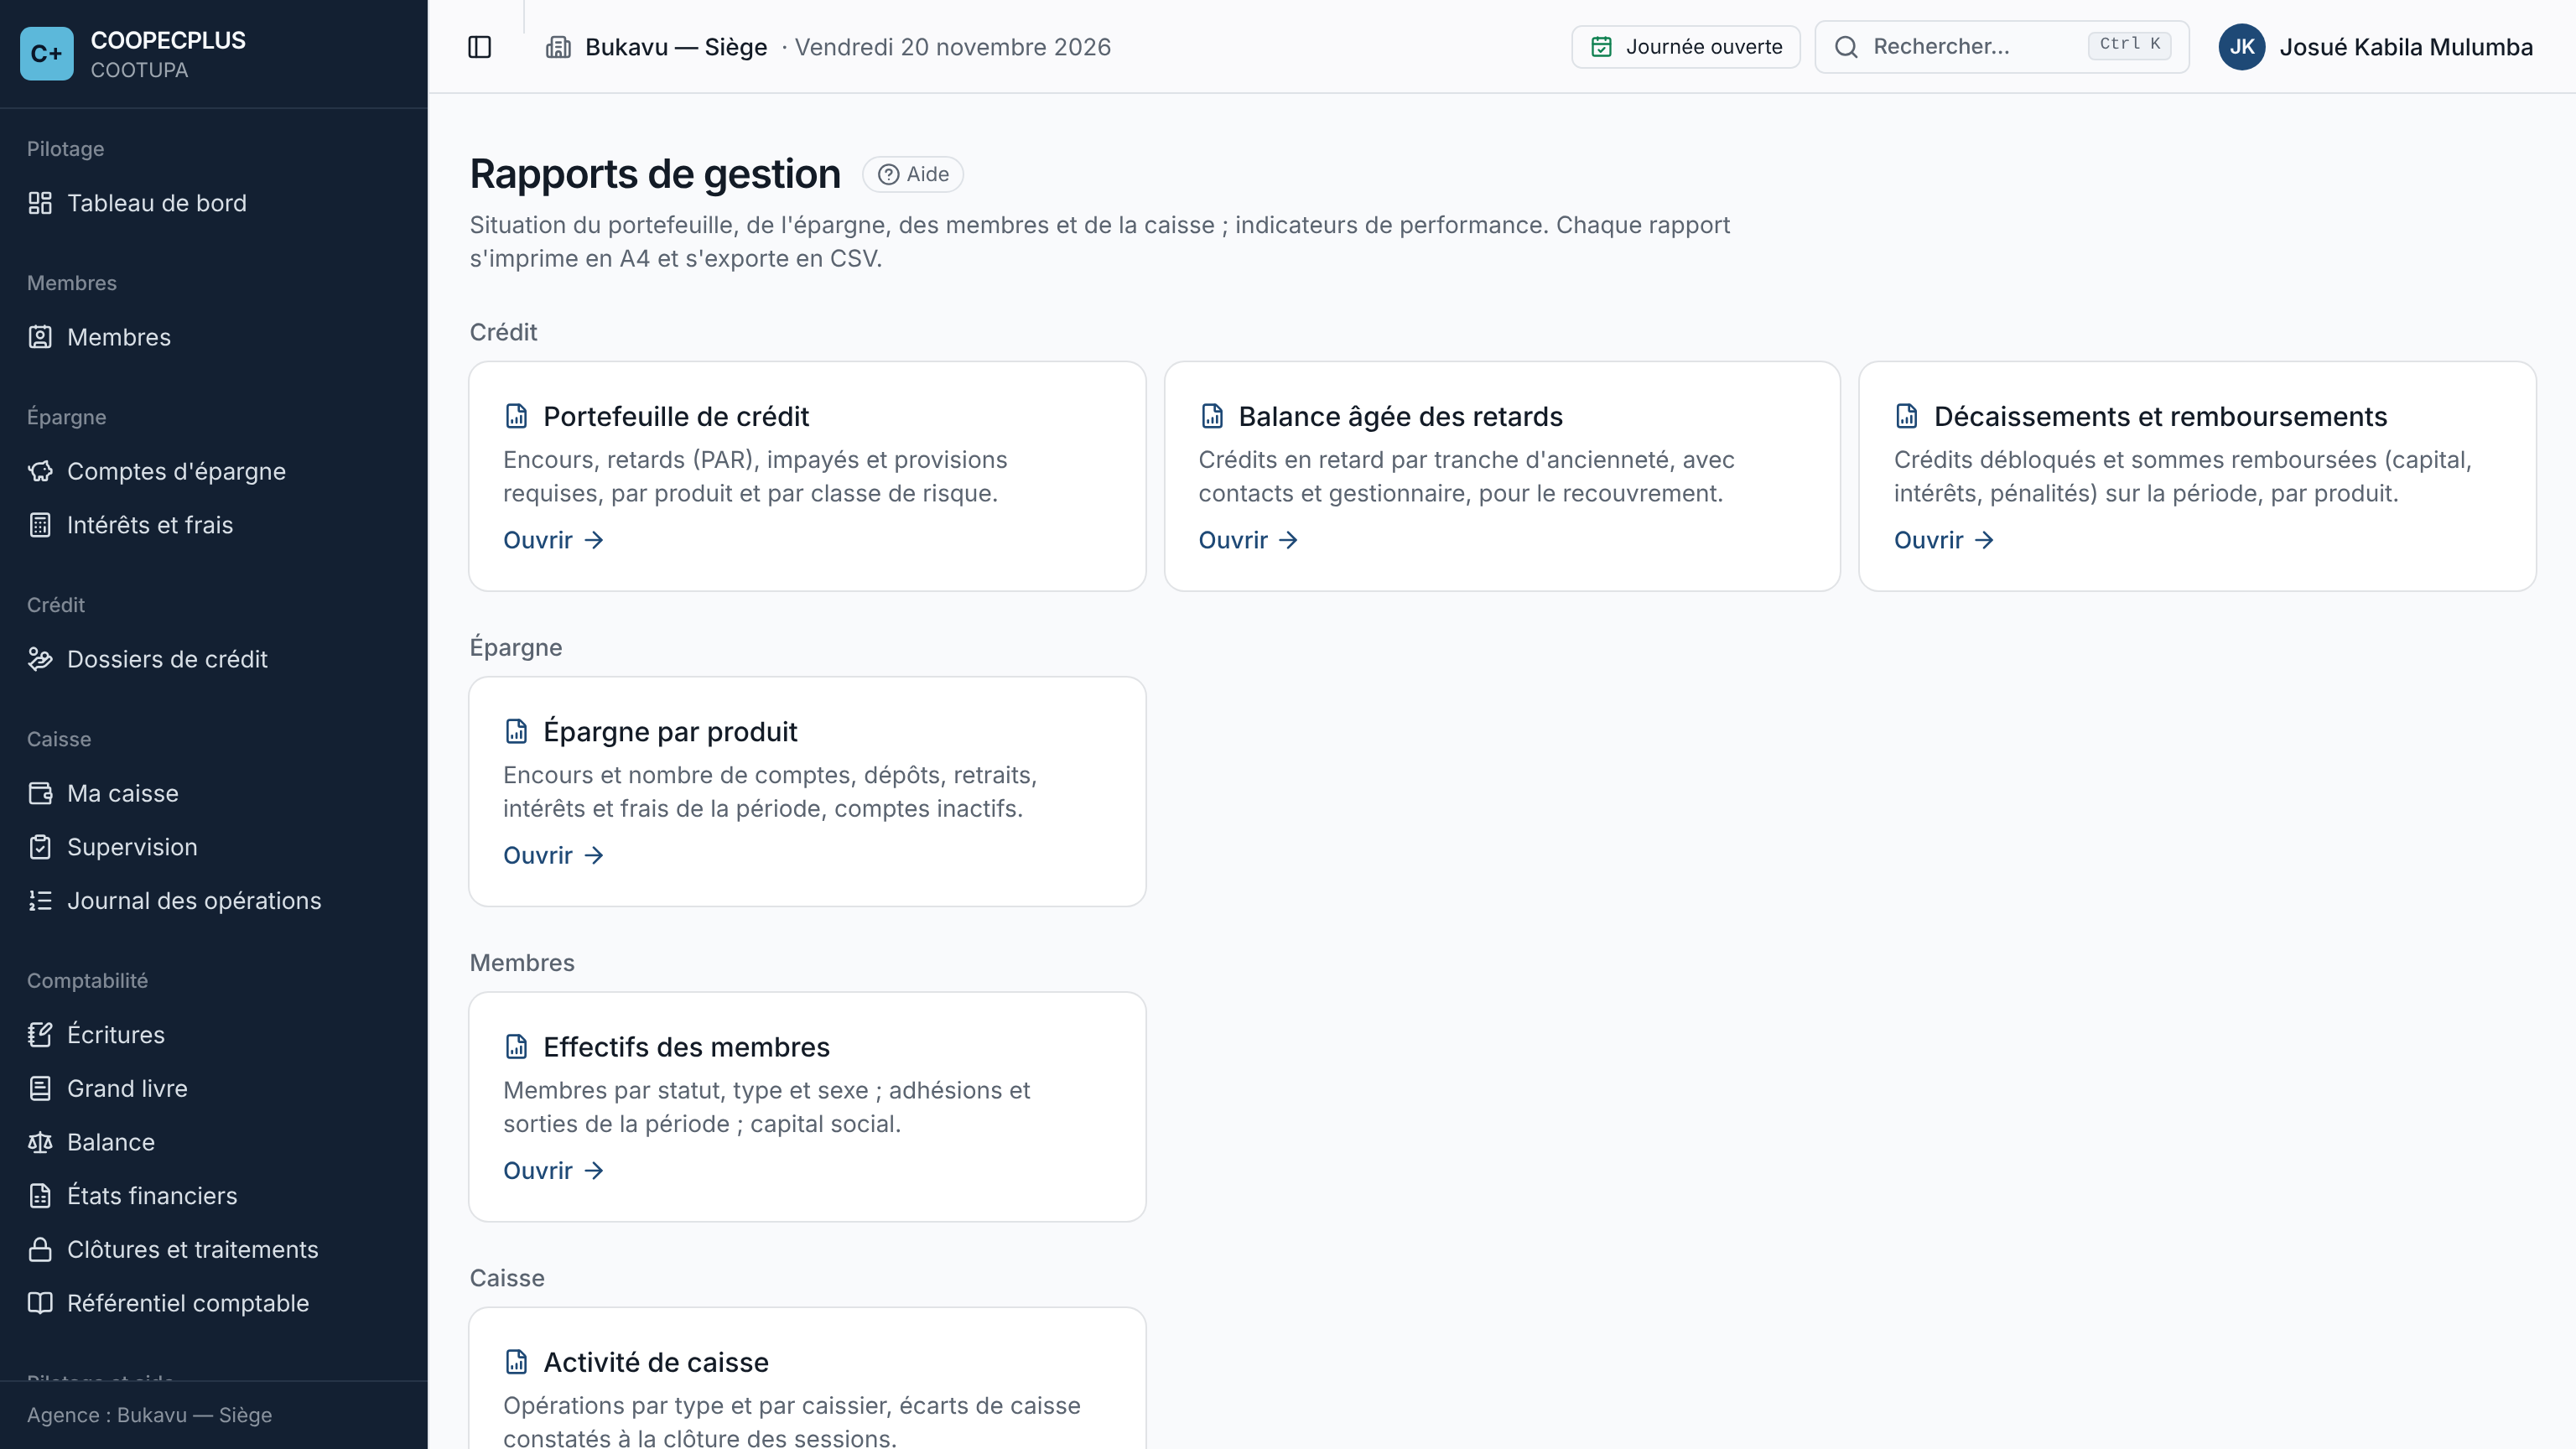 C+
COOPECPLUS
COOTUPA
Pilotage
Tableau de bord
Membres
Membres
Épargne
Comptes d'épargne
Intérêts et frais
Crédit
Dossiers de crédit
Caisse
Ma caisse
Supervision
Journal des opérations
Comptabilité
Écritures
Grand livre
Balance
États financiers
Clôtures et traitements
Référentiel comptable
Agence : Bukavu — Siège
Bukavu — Siège · Vendredi 20 novembre 2026
Journée ouverte
Rechercher... Ctrl K
JK Josué Kabila Mulumba
Rapports de gestion
Aide
Situation du portefeuille, de l'épargne, des membres et de la caisse ; indicateurs de performance. Chaque rapport
s'imprime en A4 et s'exporte en CSV.
Crédit
Portefeuille de crédit
Encours, retards (PAR), impayés et provisions
requises, par produit et par classe de risque.
Ouvrir →
Balance âgée des retards
Crédits en retard par tranche d'ancienneté, avec
contacts et gestionnaire, pour le recouvrement.
Ouvrir →
Décaissements et remboursements
Crédits débloqués et sommes remboursées (capital,
intérêts, pénalités) sur la période, par produit.
Ouvrir →
Épargne
Épargne par produit
Encours et nombre de comptes, dépôts, retraits,
intérêts et frais de la période, comptes inactifs.
Ouvrir →
Membres
Effectifs des membres
Membres par statut, type et sexe ; adhésions et
sorties de la période ; capital social.
Ouvrir →
Caisse
Activité de caisse
Opérations par type et par caissier, écarts de caisse
constatés à la clôture des sessions.